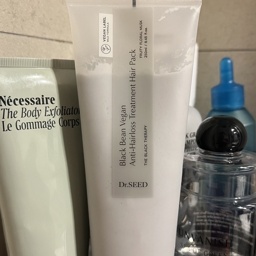 Nécessaire
The Body Exfoliator
Le Gommage Corps
VEGAN LABEL
Black Bean Vegan
Anti-Hairloss Treatment Hair Pack
THE BLACK THERAPY
Dr.SEED